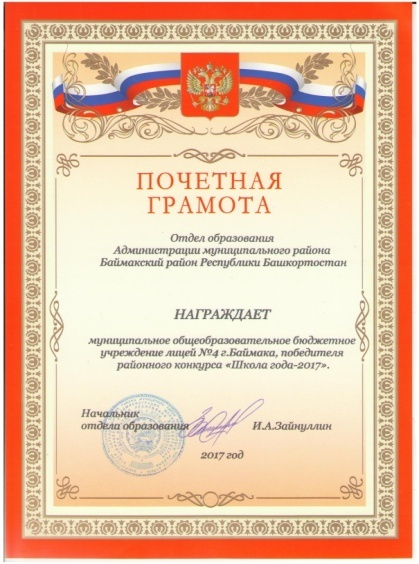 ПОЧЕТНАЯ
ГРАМОТА
Отдел образования
Администрации муниципального района
Баймакский район Республики Башкортостан
НАГРАЖДАЕТ
муниципальное общеобразовательное бюджетное
учреждение лицей №4 г.Баймака, победителя
районного конкурса «Школа года-2017».
Начальник
отдела образования И.А.Зайнуллин
2017 год